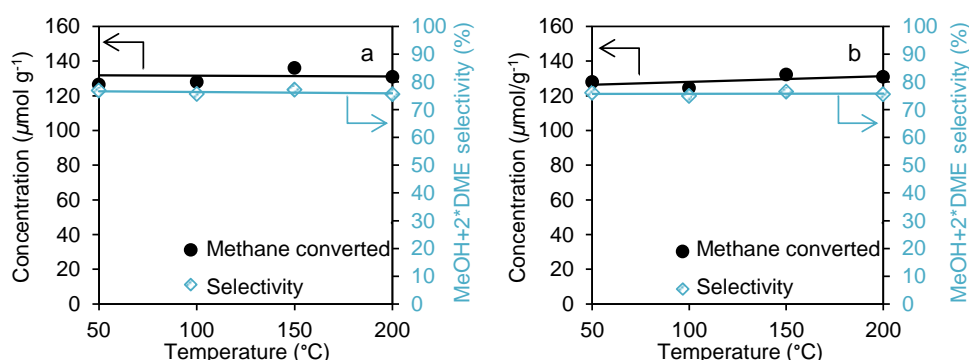 160
140
120
100
80
60
40
20
0
Concentration (µmol g-1)
a
Methane converted
Selectivity
100
90
80
70
60
50
40
30
20
10
0
MeOH+2*DME selectivity (%)
50 100 150 200
Temperature (°C)
160
140
120
100
80
60
40
20
0
Concentration (µmol/g-1)
b
Methane converted
Selectivity
100
90
80
70
60
50
40
30
20
10
0
MeOH+2*DME selectivity (%)
50 100 150 200
Temperature (°C)